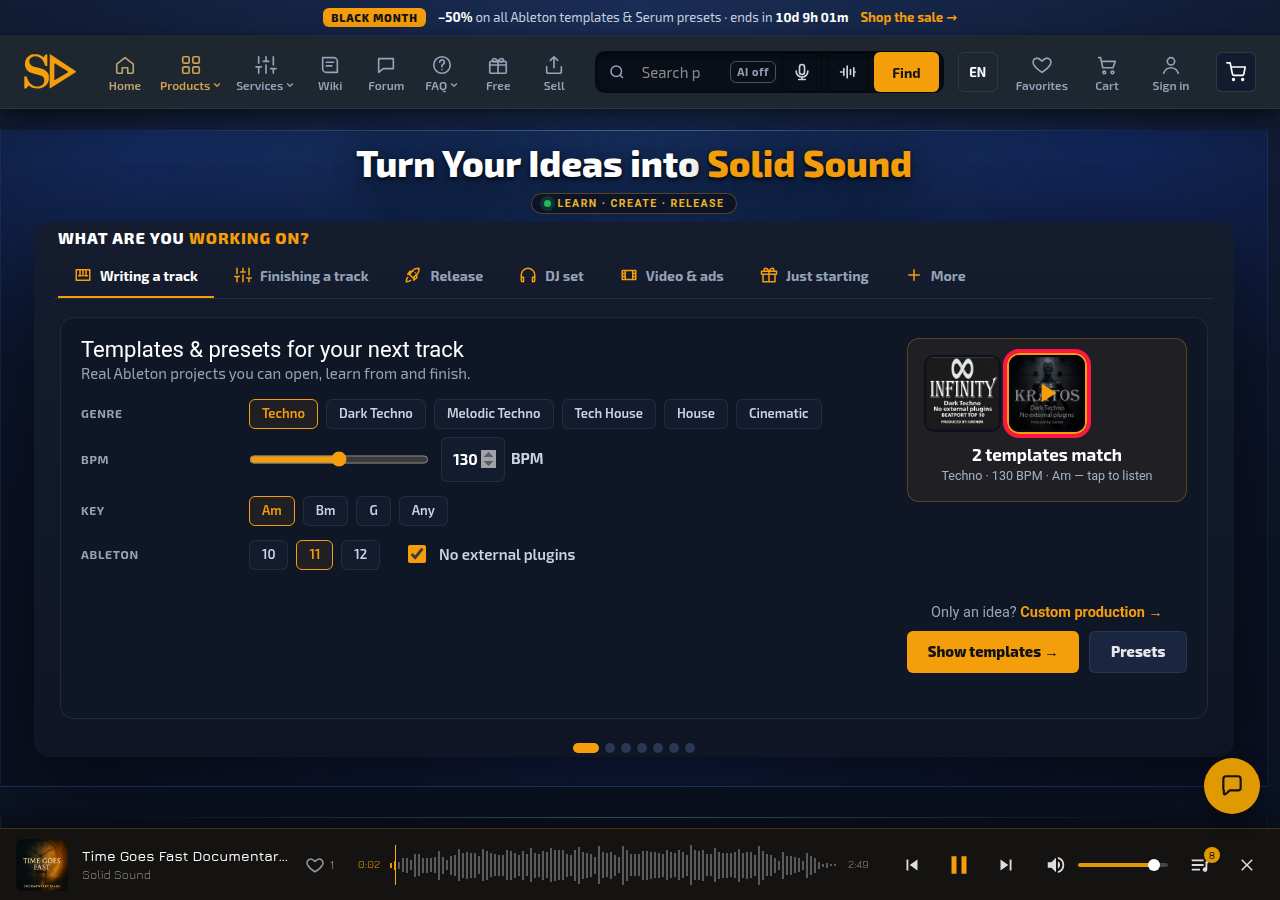 BLACK MONTH −50% on all Ableton templates & Serum presets · ends in 10d 9h 01m Shop the sale →
Home Products Services Wiki Forum FAQ Free Sell
Search p AI off Find EN Favorites Cart Sign in
Turn Your Ideas into Solid Sound
LEARN · CREATE · RELEASE
WHAT ARE YOU WORKING ON?
Writing a track Finishing a track Release DJ set Video & ads Just starting + More
Templates & presets for your next track
Real Ableton projects you can open, learn from and finish.
GENRE Techno Dark Techno Melodic Techno Tech House House Cinematic
BPM 130 BPM
KEY Am Bm G Any
ABLETON 10 11 12 No external plugins
INFINITY
Dark Techno
No external plugins
BEATPORT TOP 10
KRATOS
Dark Techno
No external plugins
2 templates match
Techno · 130 BPM · Am — tap to listen
Only an idea? Custom production →
Show templates → Presets
TIME GOES
FAST
Time Goes Fast Documentar...
Solid Sound
1
0:02
2:49
8